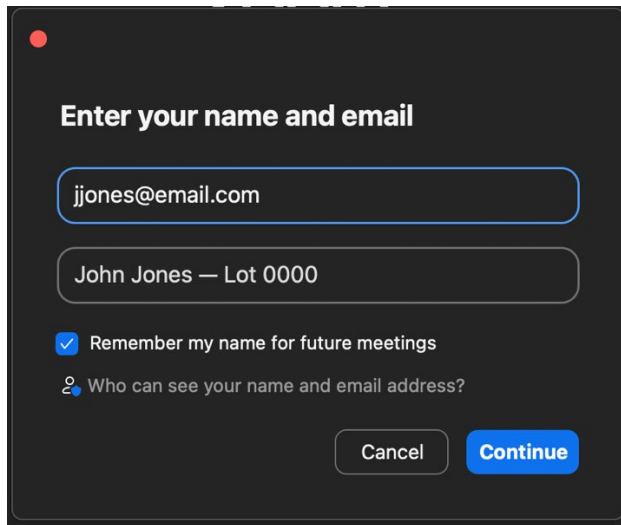 Enter your name and email
jjones@email.com
John Jones — Lot 0000
Remember my name for future meetings
Who can see your name and email address?
Cancel
Continue